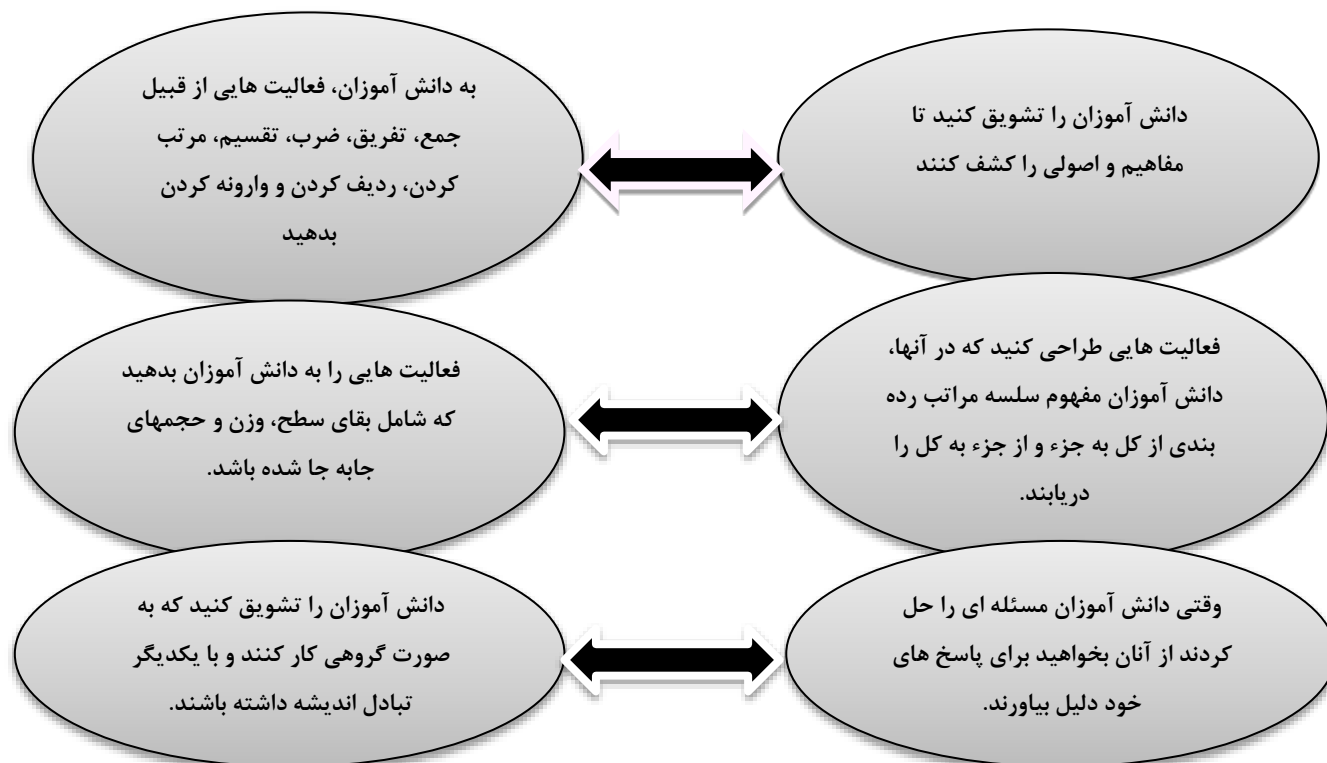 دانش آموزان را تشویق کنید تا
مفاهیم و اصولی را کشف کنند
به دانش آموزان، فعالیت هایی از قبیل
جمع، تفریق، ضرب، تقسیم، مرتب
کردن، ردیف کردن و وارونه کردن
بدهید
فعالیت هایی طراحی کنید که در آنها،
دانش آموزان مفهوم سلسه مراتب رده
بندی از کل به جزء و از جزء به کل را
دریابند.
فعالیت هایی را به دانش آموزان بدهید
که شامل بقای سطح، وزن و حجمهای
جابه جا شده باشد.
وقتی دانش آموزان مسئله ای را حل
کردند از آنان بخواهید برای پاسخ های
خود دلیل بیاورند.
دانش آموزان را تشویق کنید که به
صورت گروهی کار کنند و با یکدیگر
تبادل اندیشه داشته باشند.